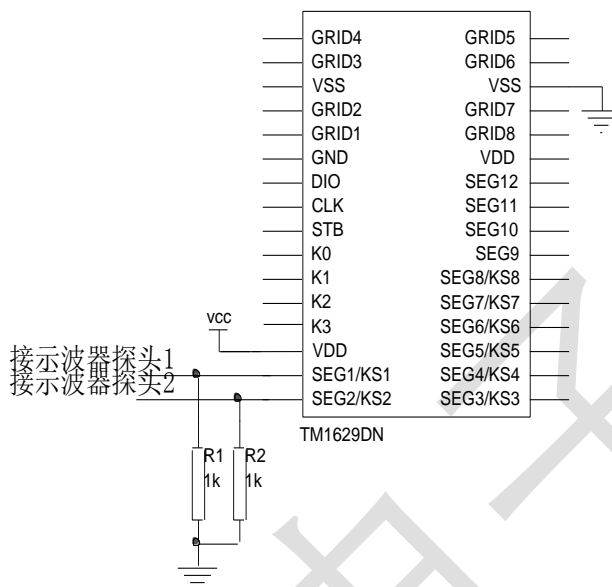 GRID4 GRID5
GRID3 GRID6
VSS VSS
GRID2 GRID7
GRID1 GRID8
GND VDD
DIO SEG12
CLK SEG11
STB SEG10
K0 SEG9
K1 SEG8/KS8
K2 SEG7/KS7
K3 SEG6/KS6
vcc
VDD SEG5/KS5
接示波器探头1
SEG1/KS1 SEG4/KS4
接示波器探头2
SEG2/KS2 SEG3/KS3
TM1629DN
R1 R2
1k 1k